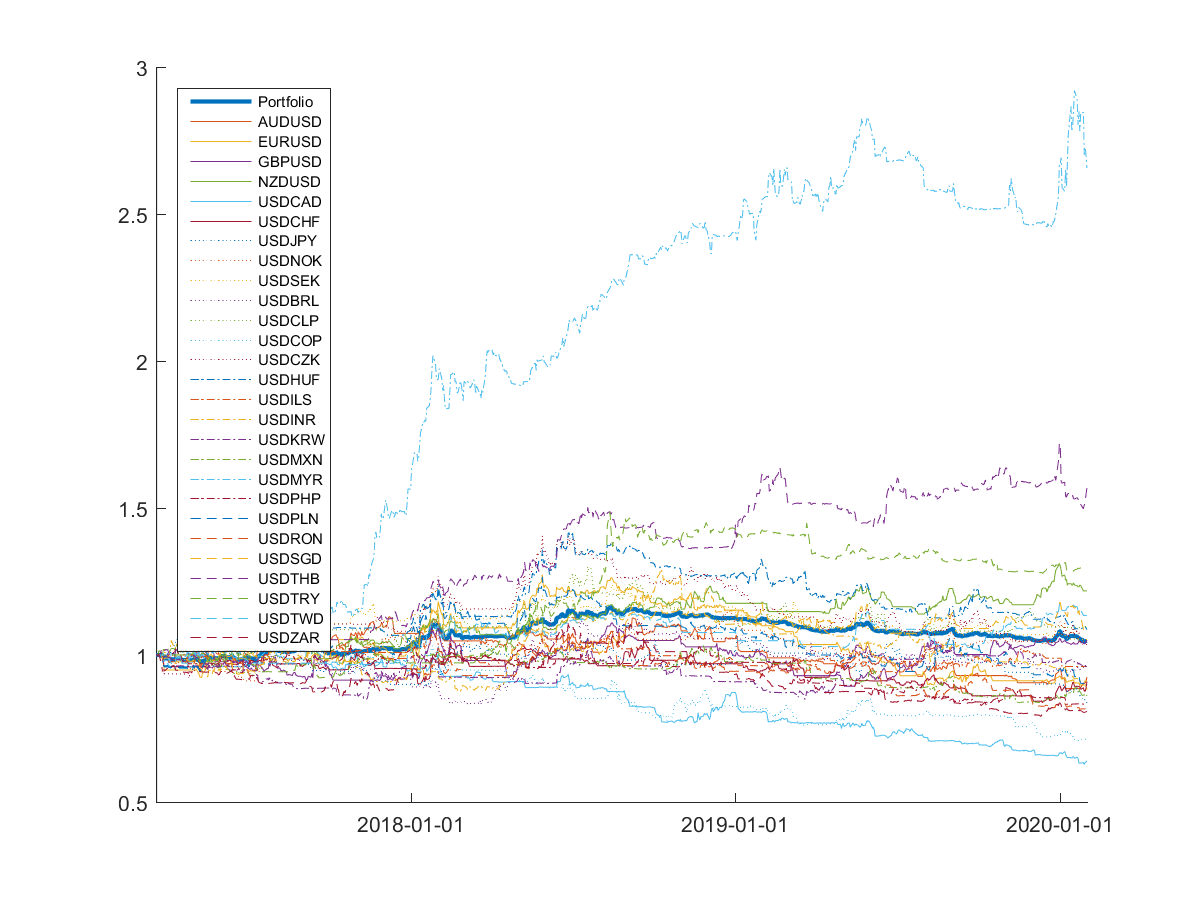 3
2.5
2
1.5
1
0.5
Portfolio
AUDUSD
EURUSD
GBPUSD
NZDUSD
USDCAD
USDCHF
USDJPY
USDNOK
USDSEK
USDBRL
USDCLP
USDCOP
USDCZK
USDHUF
USDILS
USDINR
USDKRW
USDMXN
USDMYR
USDPHP
USDPLN
USDRON
USDSGD
USDTHB
USDTRY
USDTWD
USDZAR
2018-01-01 2019-01-01 2020-01-01